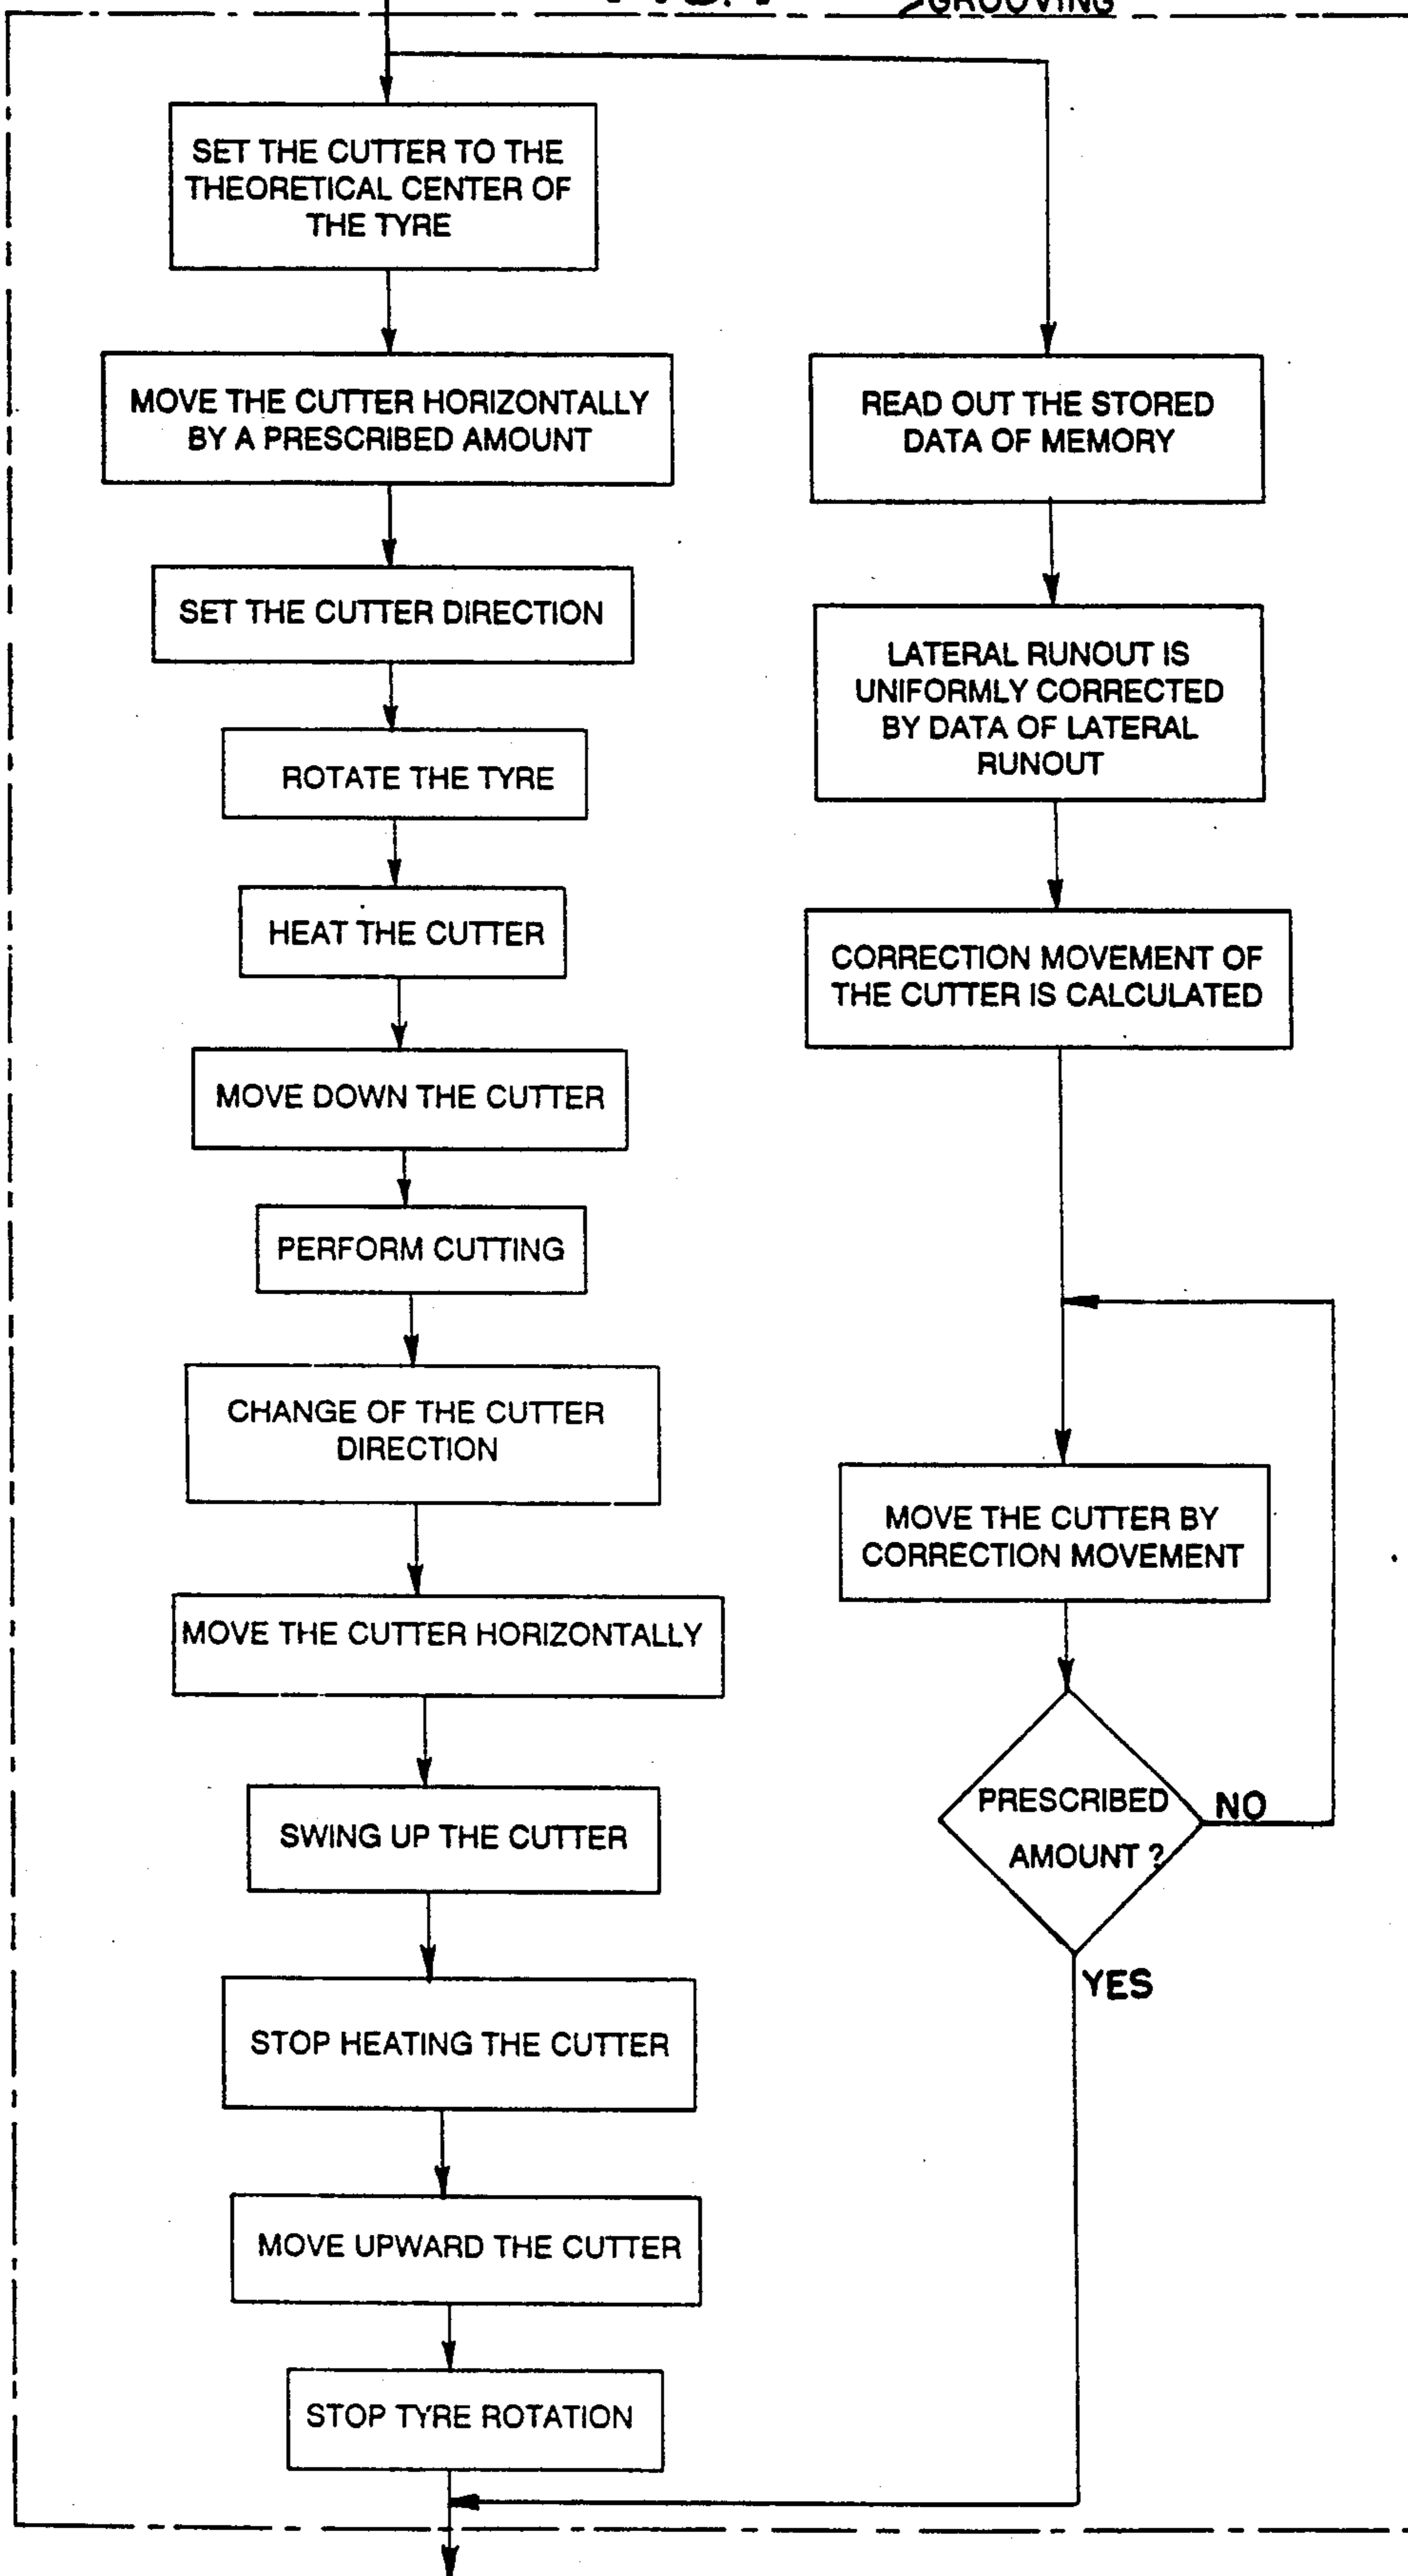 GROOVING
SET THE CUTTER TO THE
THEORETICAL CENTER OF
THE TYRE
MOVE THE CUTTER HORIZONTALLY
BY A PRESCRIBED AMOUNT
SET THE CUTTER DIRECTION
ROTATE THE TYRE
HEAT THE CUTTER
MOVE DOWN THE CUTTER
PERFORM CUTTING
CHANGE OF THE CUTTER
DIRECTION
MOVE THE CUTTER HORIZONTALLY
SWING UP THE CUTTER
STOP HEATING THE CUTTER
MOVE UPWARD THE CUTTER
STOP TYRE ROTATION
READ OUT THE STORED
DATA OF MEMORY
LATERAL RUNOUT IS
UNIFORMLY CORRECTED
BY DATA OF LATERAL
RUNOUT
CORRECTION MOVEMENT OF
THE CUTTER IS CALCULATED
MOVE THE CUTTER BY
CORRECTION MOVEMENT
PRESCRIBED
AMOUNT ?
NO
YES